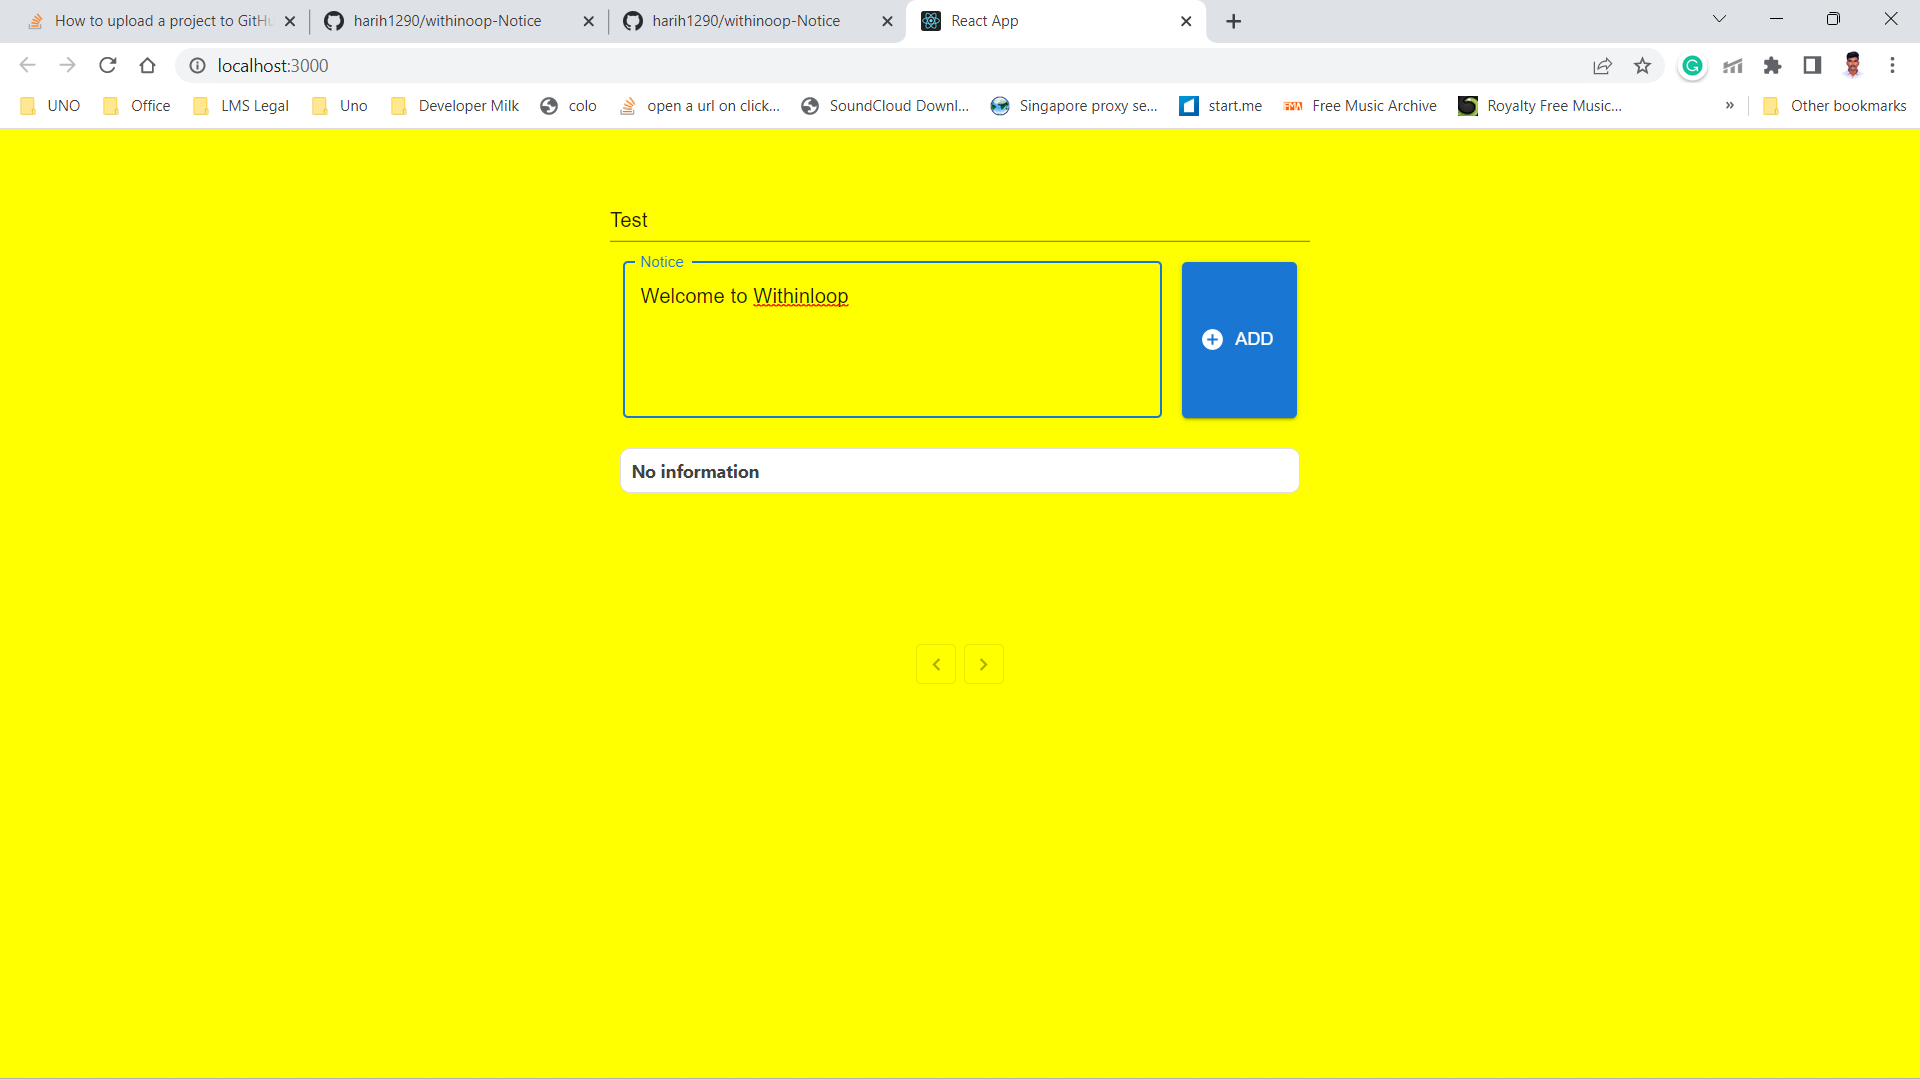 How to upload a project to GitHu
harih1290/withinoop-Notice
harih1290/withinoop-Notice
React App
localhost:3000
UNO
Office
LMS Legal
Uno
Developer Milk
colo
open a url on click...
SoundCloud Downl...
Singapore proxy se...
start.me
FMA
Free Music Archive
Royalty Free Music...
»
Other bookmarks
Test
Notice
Welcome to Withinloop
ADD
No information